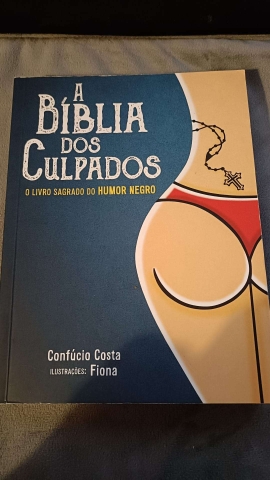 A
BÍBLIA
DOS
CULPADOS
O LIVRO SAGRADO DO HUMOR NEGRO
Confúcio Costa
ILUSTRAÇÕES: Fiona